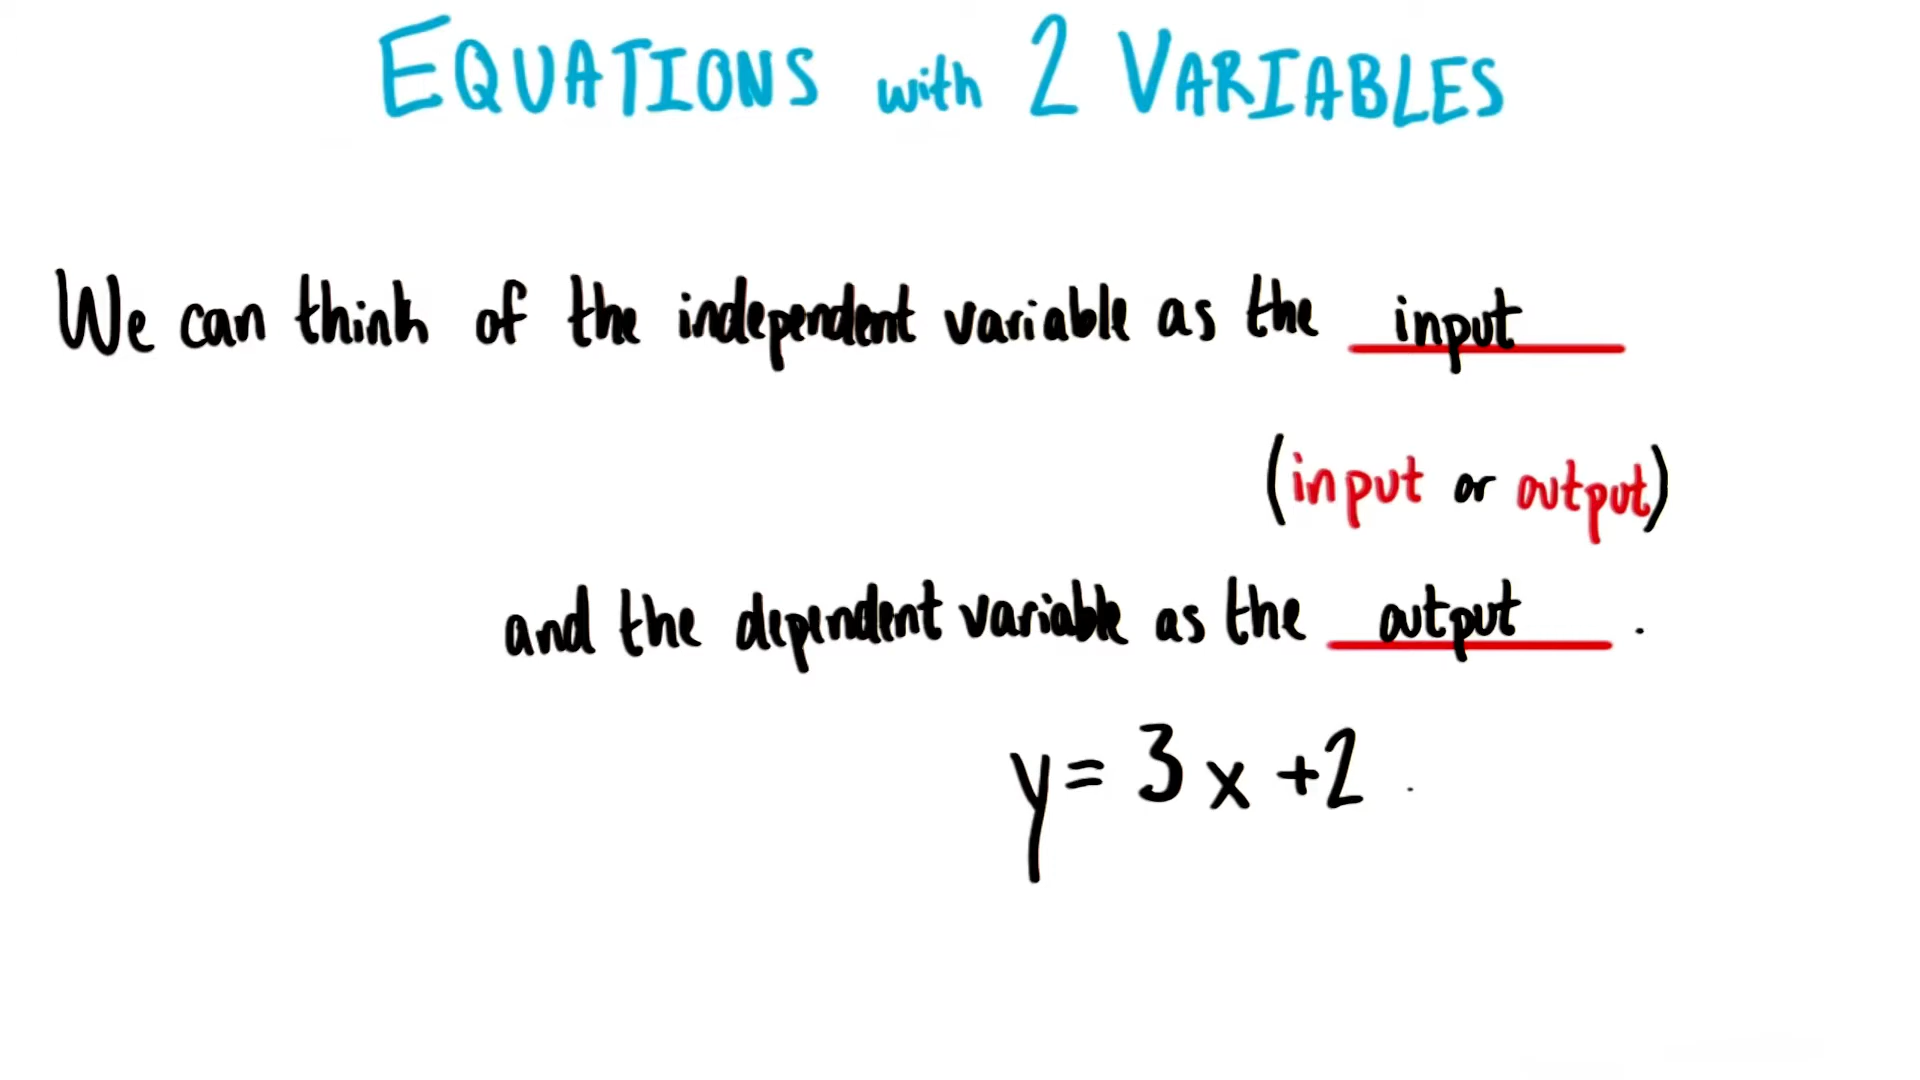 EQUATIONS with 2 VARIABLES
We can think of the independent variable as the input
(input or output)
and the dependent variable as the output .
y = 3x + 2